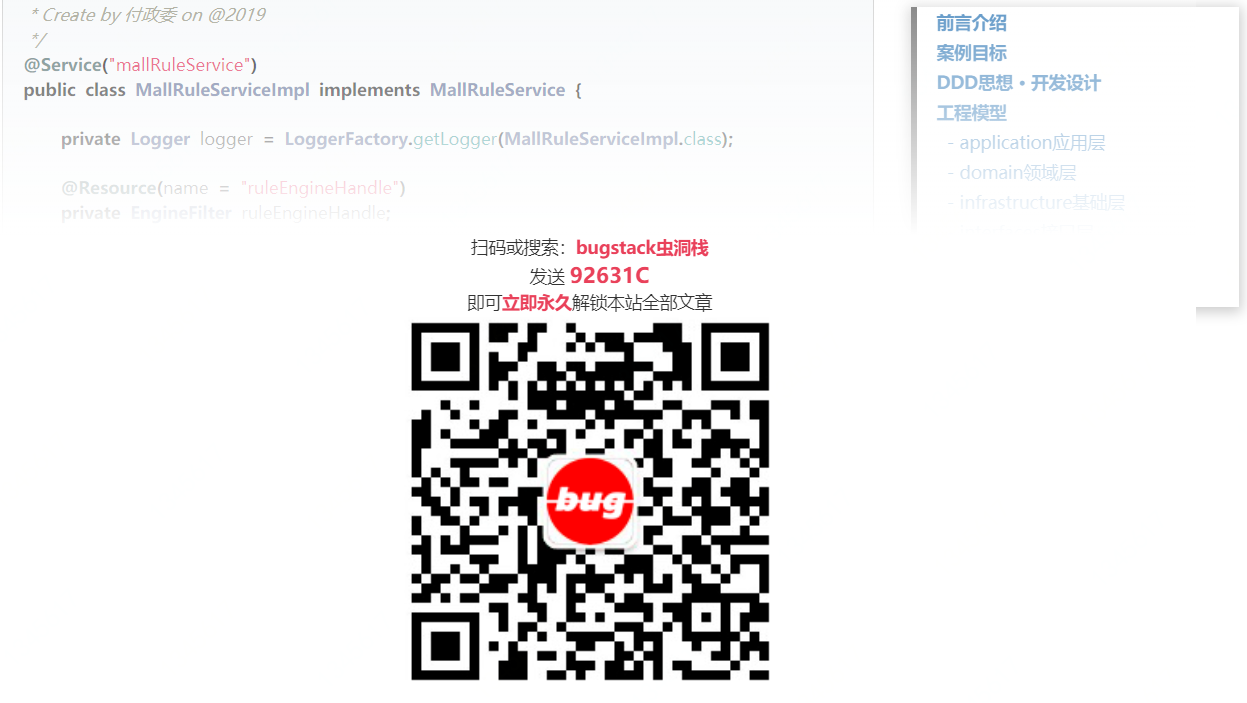 * Create by 付政委 on @2019
*/
@Service("mallRuleService")
public class MallRuleServiceImpl implements MallRuleService {
private Logger logger = LoggerFactory.getLogger(MallRuleServiceImpl.class);
@Resource(name = "ruleEngineHandle")
private EngineFilter ruleEngineHandle;
前言介绍
案例目标
DDD思想·开发设计
工程模型
- application应用层
- domain领域层
- infrastructure基础层
扫码或搜索：bugstack虫洞栈
发送 92631C
即可立即永久解锁本站全部文章
bug